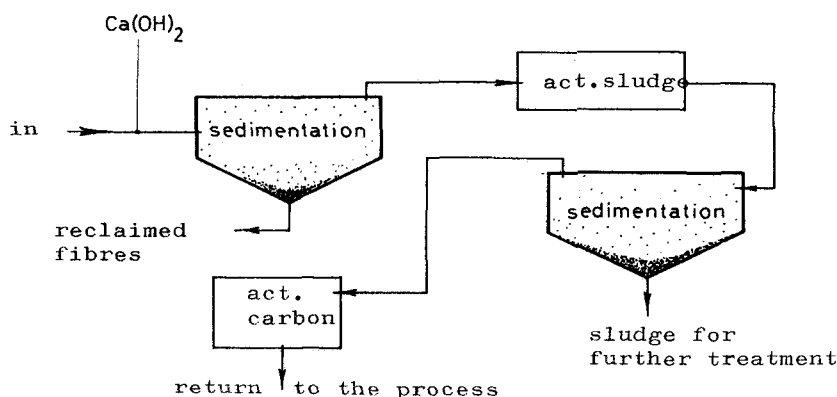 Ca(OH)2
in
sedimentation
act.sludge
sedimentation
reclaimed
fibres
act.
carbon
sludge for
further treatment
return to the process